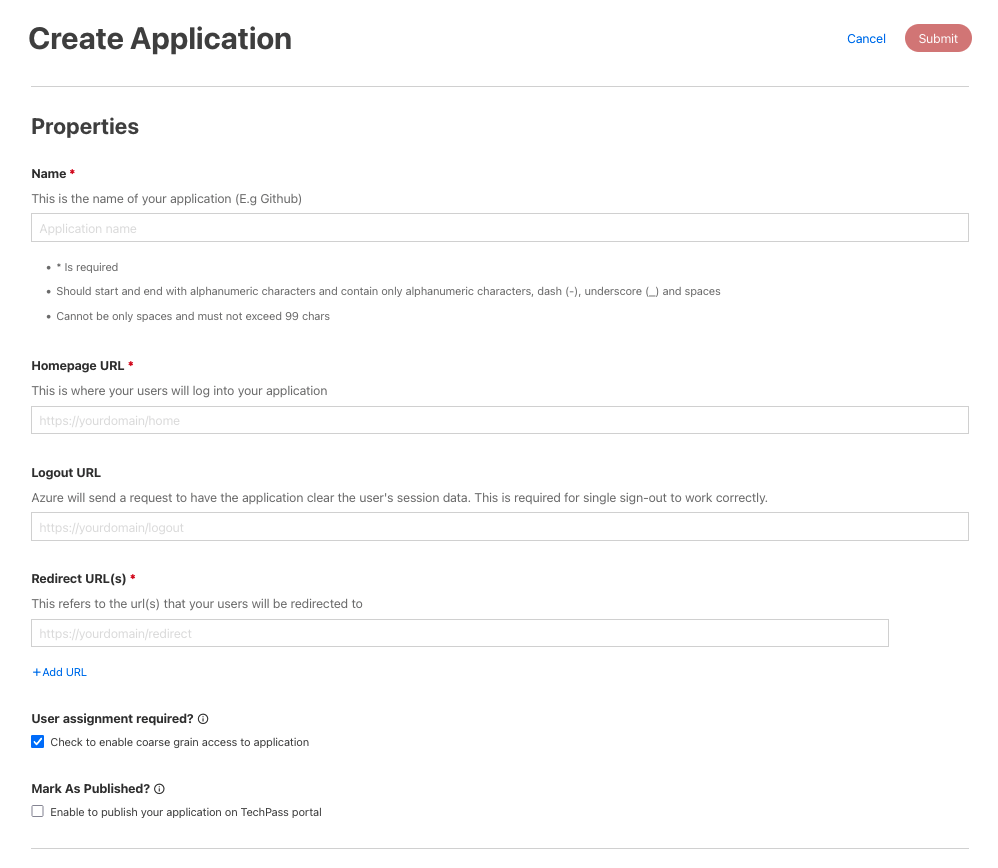 Create Application
Cancel
Submit
Properties
Name *
This is the name of your application (E.g Github)
Application name
• * Is required
• Should start and end with alphanumeric characters and contain only alphanumeric characters, dash (-), underscore (_) and spaces
• Cannot be only spaces and must not exceed 99 chars
Homepage URL *
This is where your users will log into your application
https://yourdomain/home
Logout URL
Azure will send a request to have the application clear the user's session data. This is required for single sign-out to work correctly.
https://yourdomain/logout
Redirect URL(s) *
This refers to the url(s) that your users will be redirected to
https://yourdomain/redirect
+Add URL
User assignment required?
Check to enable coarse grain access to application
Mark As Published?
Enable to publish your application on TechPass portal